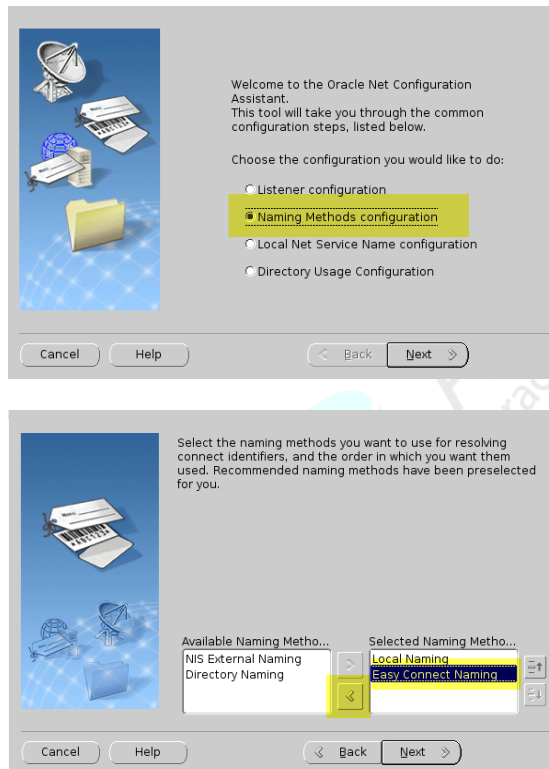 Welcome to the Oracle Net Configuration
Assistant.
This tool will take you through the common
configuration steps, listed below.
Choose the configuration you would like to do:
Listener configuration
Naming Methods configuration
Local Net Service Name configuration
Directory Usage Configuration
Cancel Help Back Next
Select the naming methods you want to use for resolving
connect identifiers, and the order in which you want them
used. Recommended naming methods have been preselected
for you.
Available Naming Metho... Selected Naming Metho...
NIS External Naming Local Naming
Directory Naming Easy Connect Naming
Cancel Help Back Next